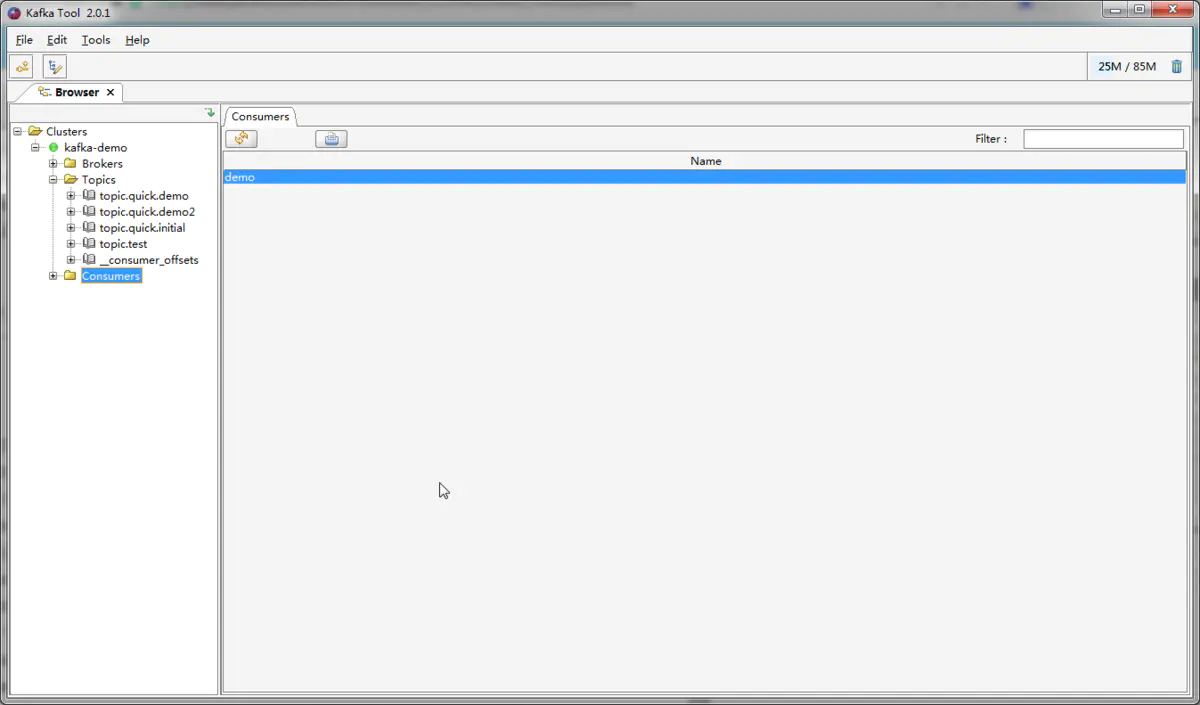 Kafka Tool 2.0.1
File Edit Tools Help
25M / 85M
Browser
Clusters
kafka-demo
Brokers
Topics
topic.quick.demo
topic.quick.demo2
topic.quick.initial
topic.test
__consumer_offsets
Consumers
Consumers
Filter :
Name
demo